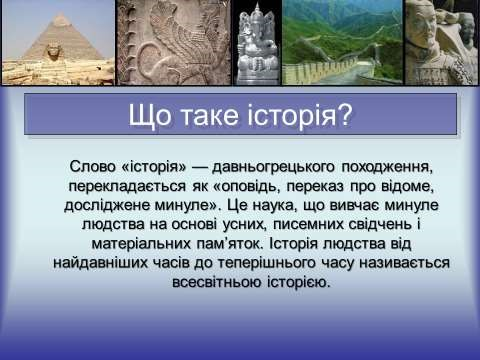 Що таке історія?
Слово «історія» — давньогрецького походження,
перекладається як «оповідь, переказ про відоме,
досліджене минуле». Це наука, що вивчає минуле
людства на основі усних, писемних свідчень і
матеріальних пам’яток. Історія людства від
найдавніших часів до теперішнього часу називається
всесвітньою історією.